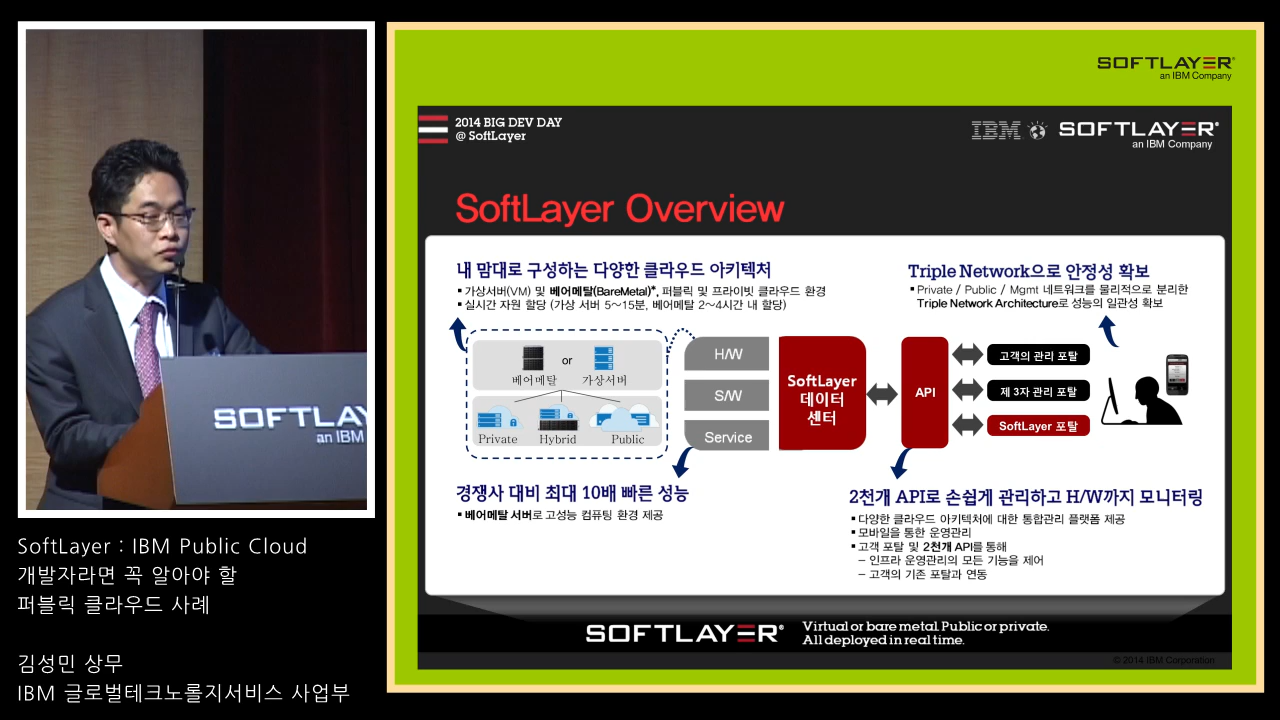 SOFTLAYER
an IBM Company
2014 BIG DEV DAY
@ SoftLayer
IBM SOFTLAYER®
an IBM Company
SoftLayer Overview
내 맘대로 구성하는 다양한 클라우드 아키텍처
▪ 가상서버(VM) 및 베어메탈(BareMetal)*, 퍼블릭 및 프라이빗 클라우드 환경
▪ 실시간 자원 할당 (가상 서버 5~15분, 베어메탈 2~4시간 내 할당)
Triple Network으로 안정성 확보
▪ Private / Public / Mgmt 네트워크를 물리적으로 분리한
Triple Network Architecture로 성능의 일관성 확보
베어메탈
or
가상서버
Private
Hybrid
Public
H/W
S/W
Service
SoftLayer
데이터
센터
API
고객의 관리 포탈
제 3자 관리 포탈
SoftLayer 포탈
경쟁사 대비 최대 10배 빠른 성능
▪ 베어메탈 서버로 고성능 컴퓨팅 환경 제공
2천개 API로 손쉽게 관리하고 H/W까지 모니터링
▪ 다양한 클라우드 아키텍처에 대한 통합관리 플랫폼 제공
▪ 모바일을 통한 운영관리
▪ 고객 포탈 및 2천개 API를 통해
– 인프라 운영관리의 모든 기능을 제어
– 고객의 기존 포탈과 연동
SOFTLAYER®
Virtual or bare metal. Public or private.
All deployed in real time.
© 2014 IBM Corporation
SOFTLAY
an IBM
SoftLayer : IBM Public Cloud
개발자라면 꼭 알아야 할
퍼블릭 클라우드 사례
김성민 상무
IBM 글로벌테크노롤지서비스 사업부